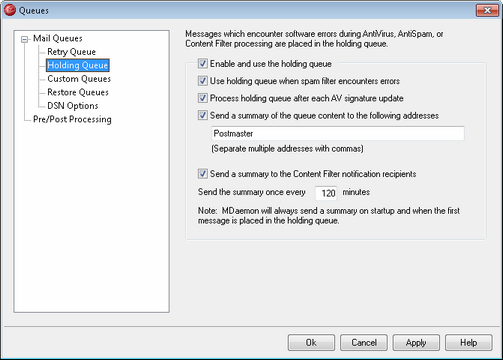 Queues
Mail Queues
Retry Queue
Holding Queue
Custom Queues
Restore Queues
DSN Options
Pre/Post Processing
Messages which encounter software errors during AntiVirus, AntiSpam, or
Content Filter processing are placed in the holding queue.
Enable and use the holding queue
Use holding queue when spam filter encounters errors
Process holding queue after each AV signature update
Send a summary of the queue content to the following addresses
Postmaster
(Separate multiple addresses with commas)
Send a summary to the Content Filter notification recipients
Send the summary once every 120 minutes
Note: MDaemon will always send a summary on startup and when the first
message is placed in the holding queue.
Ok Cancel Apply Help